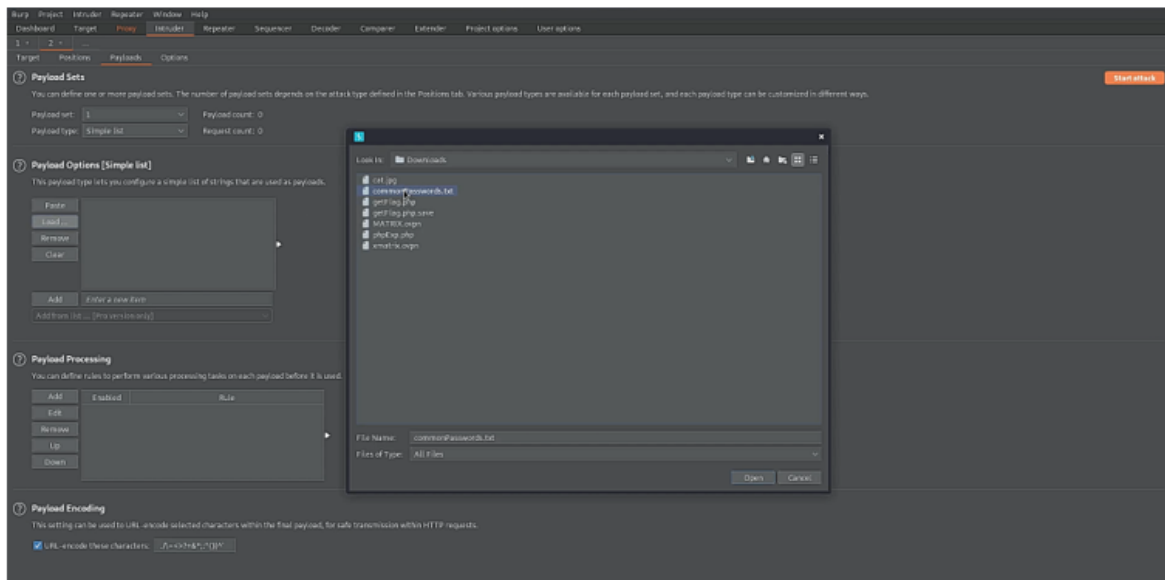 Burp Project Intruder Repeater Window Help
Dashboard Target Proxy Intruder Repeater Sequencer Decoder Comparer Extender Project options User options
1 × 2 × ...
Target Positions Payloads Options
? Payload Sets
Start attack
You can define one or more payload sets. The number of payload sets depends on the attack type defined in the Positions tab. Various payload types are available for each payload set, and each payload type can be customized in different ways.
Payload set: 1 Payload count: 0
Payload type: Simple list Request count: 0
? Payload Options [Simple list]
This payload type lets you configure a simple list of strings that are used as payloads.
Paste
Load ...
Remove
Clear
Add Enter a new item
Add from list ... [Pro version only]
? Payload Processing
You can define rules to perform various processing tasks on each payload before it is used.
Add Enabled Rule
Edit
Remove
Up
Down
? Payload Encoding
This setting can be used to URL-encode selected characters within the final payload, for safe transmission within HTTP requests.
URL-encode these characters:
Look In: Downloads
cat.jpg
commonPasswords.txt
getFlag.php
getFlag.php.save
MATRIX.ovpn
phpExp.php
xmatrix.ovpn
File Name: commonPasswords.txt
Files of Type: All Files
Open Cancel